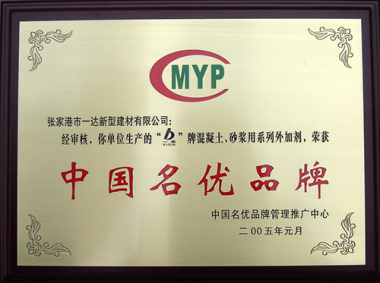 MYP
张家港市一达新型建材有限公司：
经审核，你单位生产的“ ”牌混凝土、砂浆用系列外加剂，荣获
中国名优品牌
中国名优品牌管理推广中心
二00五年元月